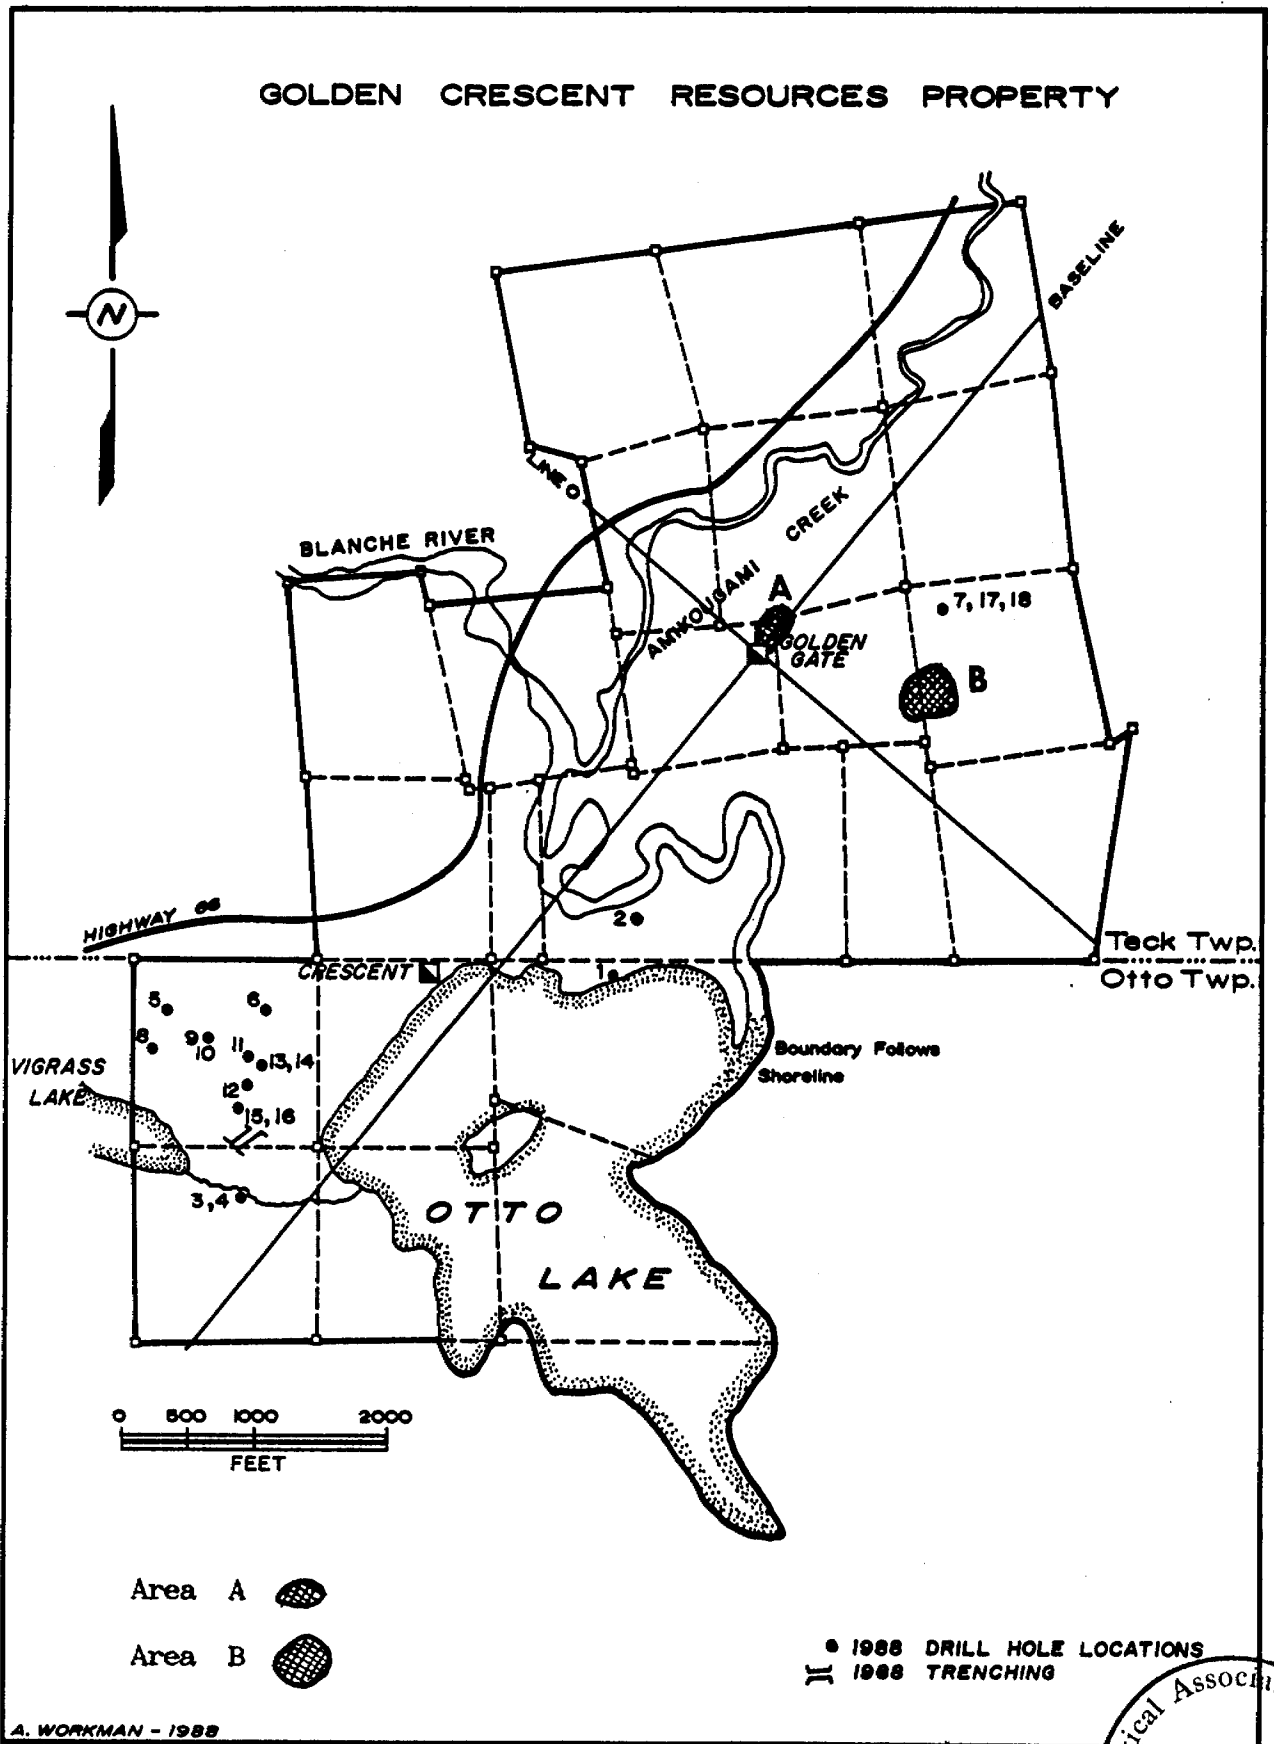 GOLDEN CRESCENT RESOURCES PROPERTY
N
BASELINE
LINE O
BLANCHE RIVER
AMIKOUGAMI CREEK
A
GOLDEN
GATE
7, 17, 18
B
HIGHWAY 66
2
Teck Twp.
CRESCENT
1
Otto Twp.
5
6
8
9
10
11
13, 14
Boundary Follows
Shoreline
VIGRASS
LAKE
12
15, 16
3, 4
OTTO
LAKE
0 500 1000 2000
FEET
Area A
Area B
1988 DRILL HOLE LOCATIONS
1988 TRENCHING
A. WORKMAN - 1988